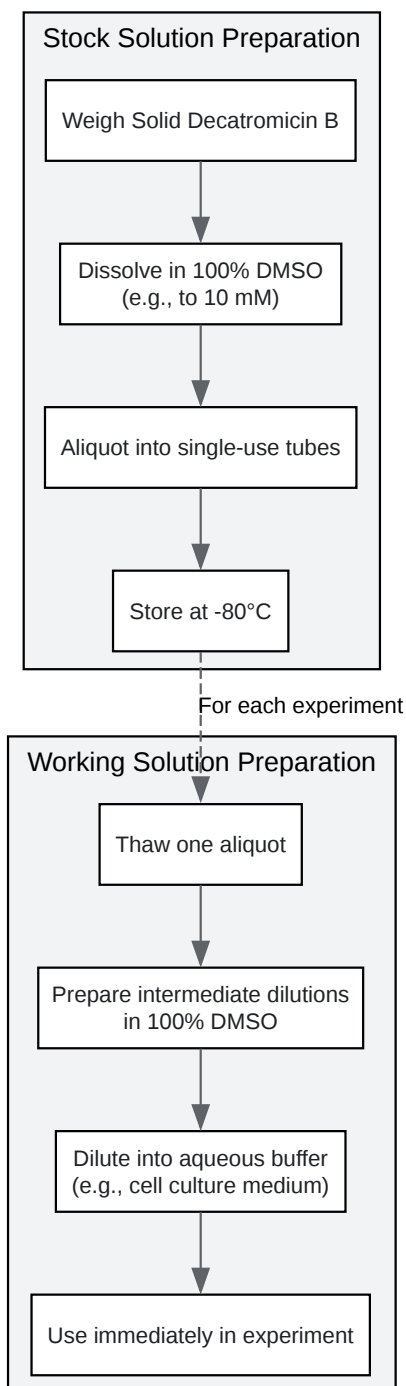 Stock Solution Preparation
Weigh Solid Decatromicin B
Dissolve in 100% DMSO
(e.g., to 10 mM)
Aliquot into single-use tubes
Store at -80°C
For each experiment
Working Solution Preparation
Thaw one aliquot
Prepare intermediate dilutions
in 100% DMSO
Dilute into aqueous buffer
(e.g., cell culture medium)
Use immediately in experiment